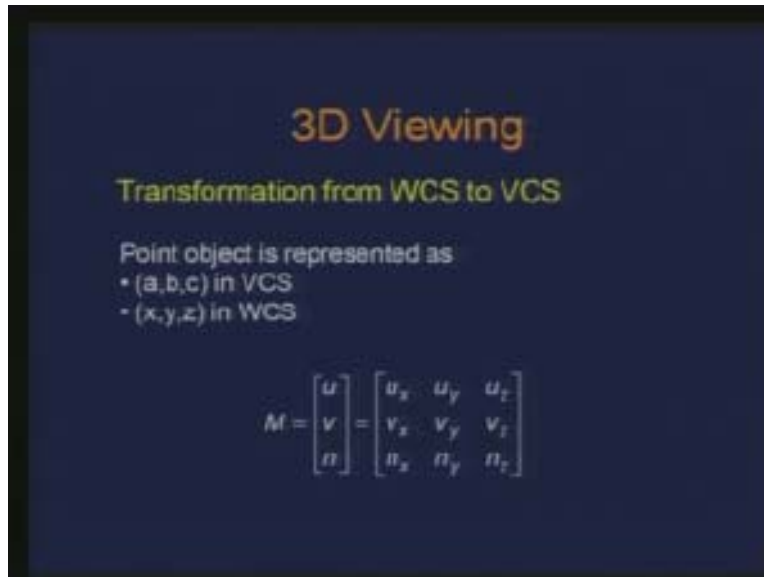 3D Viewing
Transformation from WCS to VCS
Point object is represented as
• (a,b,c) in VCS
• (x,y,z) in WCS
M = [u v n] = [u_x u_y u_z; v_x v_y v_z; n_x n_y n_z]